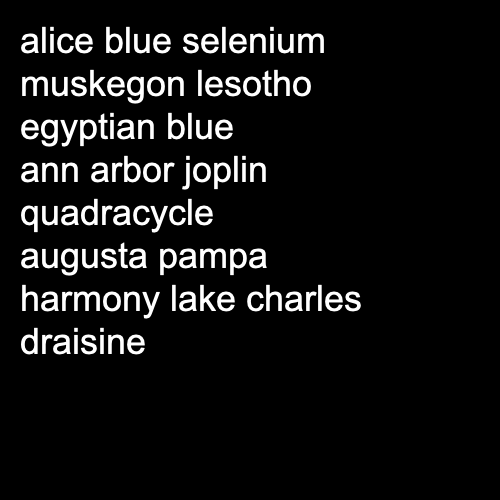 alice blue selenium
muskegon lesotho
egyptian blue
ann arbor joplin
quadracycle
augusta pampa
harmony lake charles
draisine